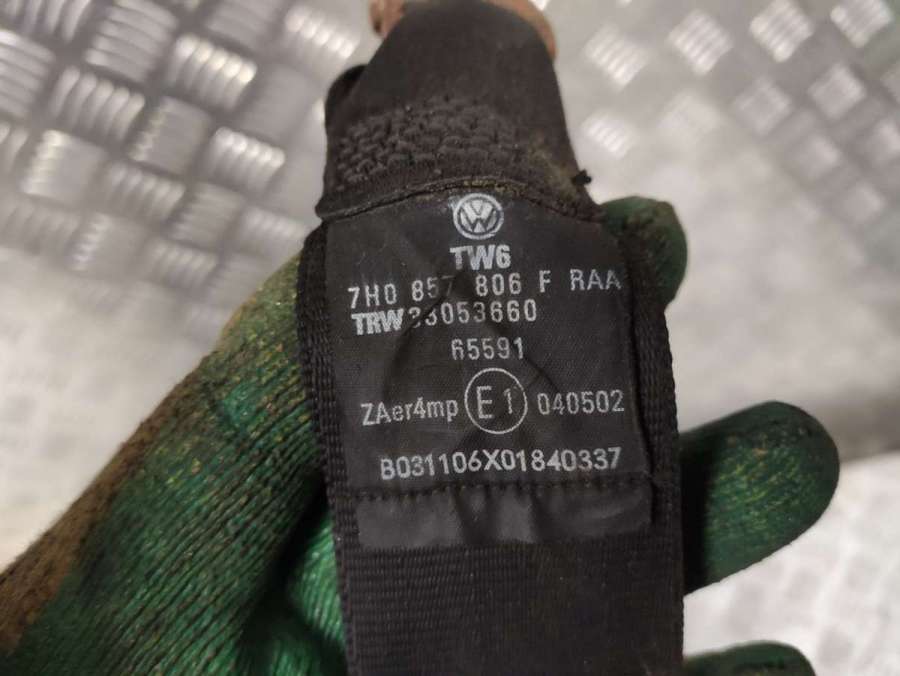 TW6
7H0 857 806 F RAA
TRW 33053660
65591
ZAer4mp E1 040502
B031106X01840337